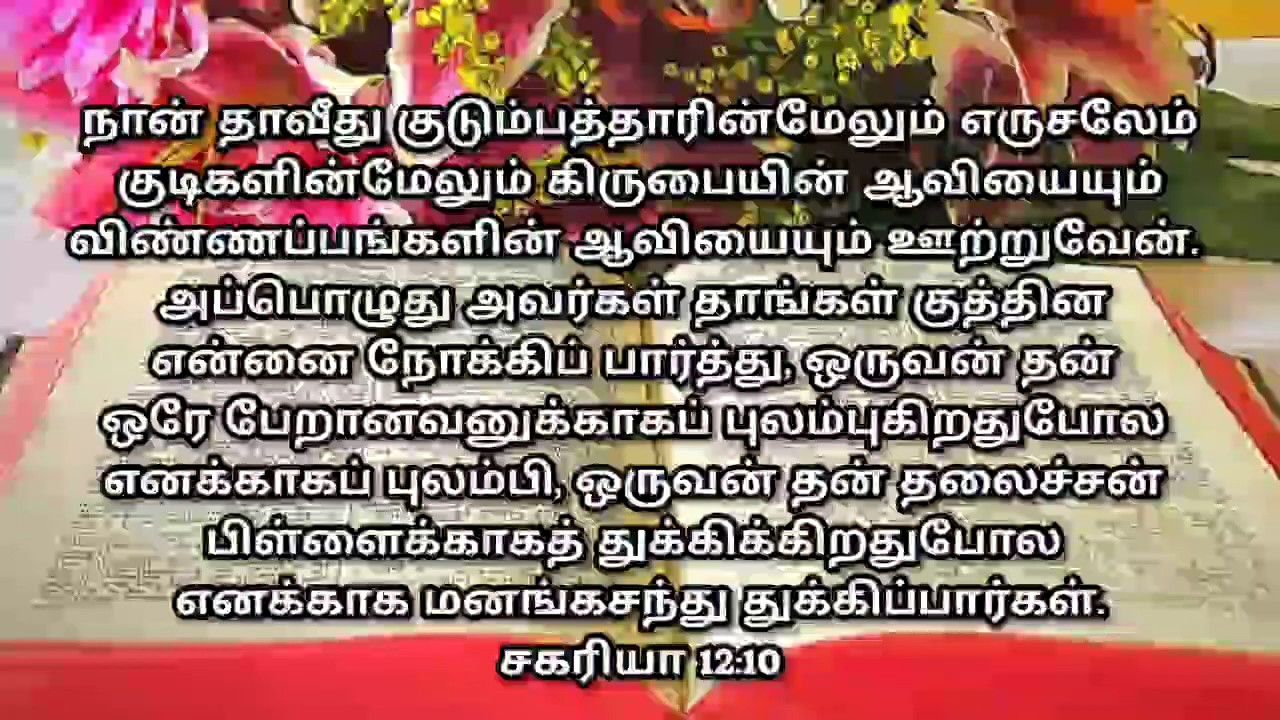 நான் தாவீது குடும்பத்தாரின்மேலும் எருசலேம்
குடிகளின்மேலும் கிருபையின் ஆவியையும்
விண்ணப்பங்களின் ஆவியையும் ஊற்றுவேன்.
அப்பொழுது அவர்கள் தாங்கள் குத்தின
என்னை நோக்கிப் பார்த்து, ஒருவன் தன்
ஒரே பேறானவனுக்காகப் புலம்புகிறதுபோல
எனக்காகப் புலம்பி, ஒருவன் தன் தலைச்சன்
பிள்ளைக்காகத் துக்கிக்கிறதுபோல
எனக்காக மனங்கசந்து துக்கிப்பார்கள்.
சகரியா 12:10